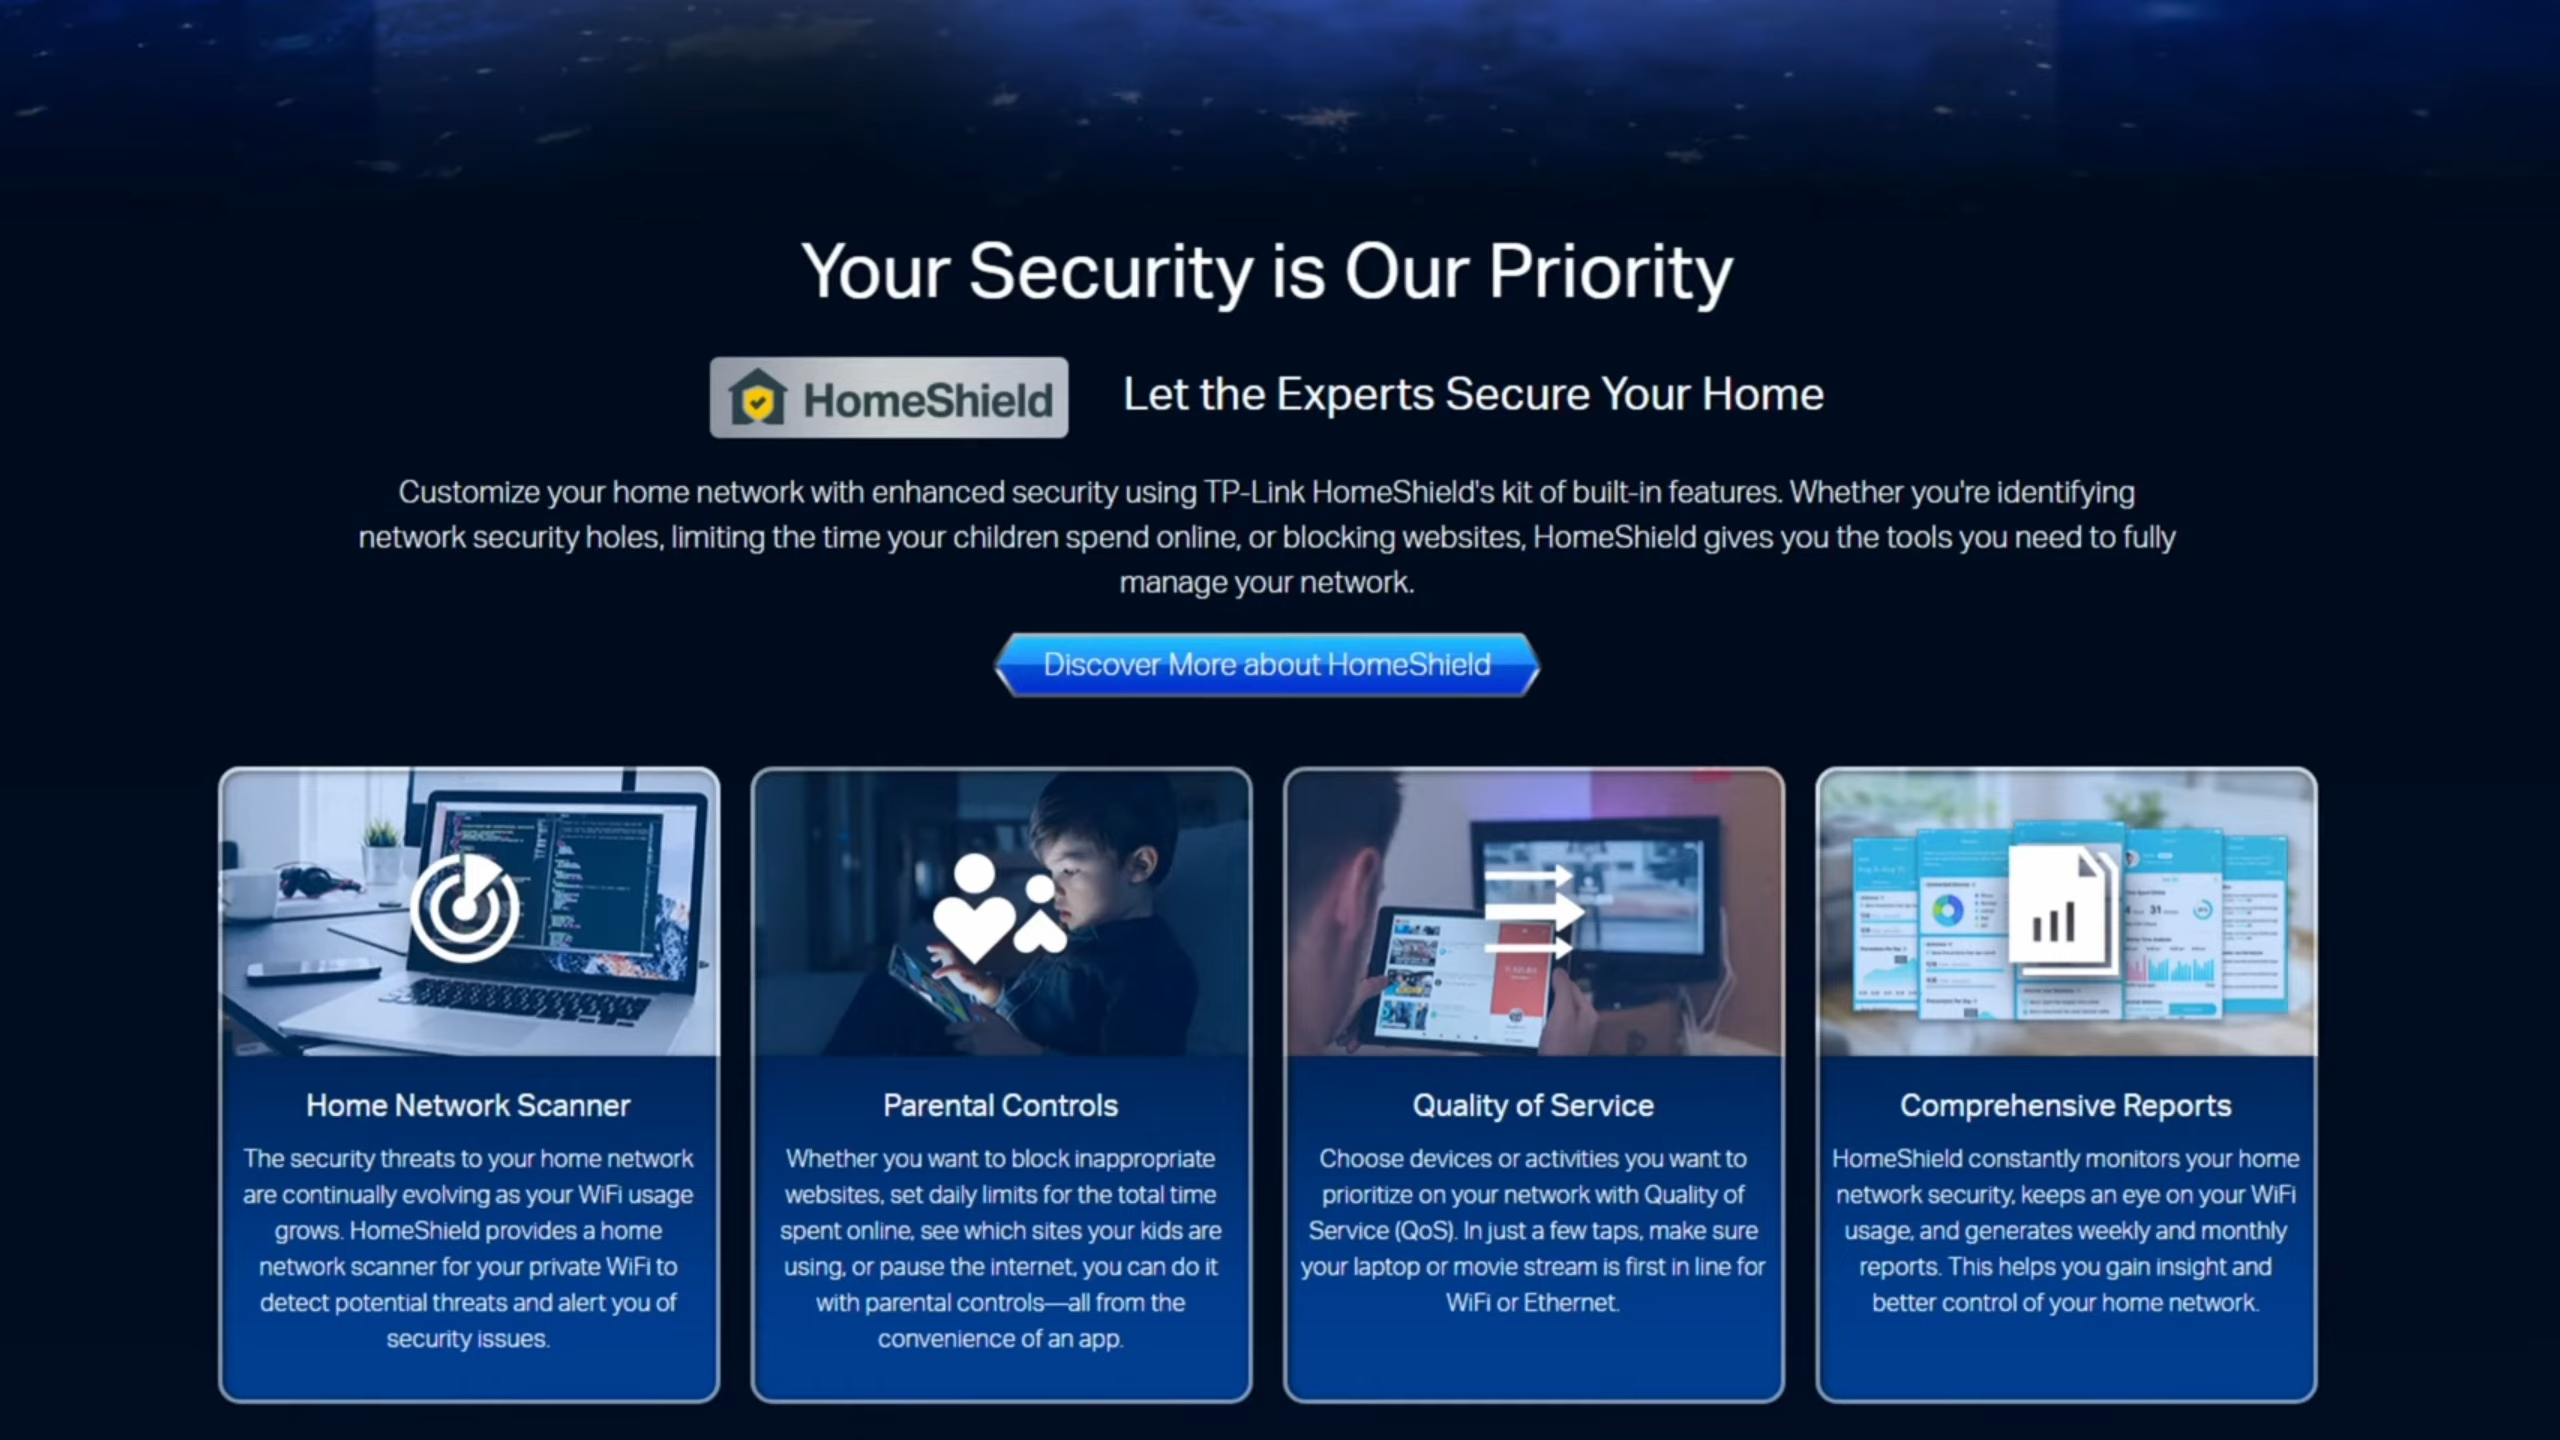 Your Security is Our Priority
HomeShield
Let the Experts Secure Your Home
Customize your home network with enhanced security using TP-Link HomeShield's kit of built-in features. Whether you're identifying
network security holes, limiting the time your children spend online, or blocking websites, HomeShield gives you the tools you need to fully
manage your network.
Discover More about HomeShield
Home Network Scanner
The security threats to your home network
are continually evolving as your WiFi usage
grows. HomeShield provides a home
network scanner for your private WiFi to
detect potential threats and alert you of
security issues.
Parental Controls
Whether you want to block inappropriate
websites, set daily limits for the total time
spent online, see which sites your kids are
using, or pause the internet, you can do it
with parental controls—all from the
convenience of an app.
Quality of Service
Choose devices or activities you want to
prioritize on your network with Quality of
Service (QoS). In just a few taps, make sure
your laptop or movie stream is first in line for
WiFi or Ethernet.
Comprehensive Reports
HomeShield constantly monitors your home
network security, keeps an eye on your WiFi
usage, and generates weekly and monthly
reports. This helps you gain insight and
better control of your home network.